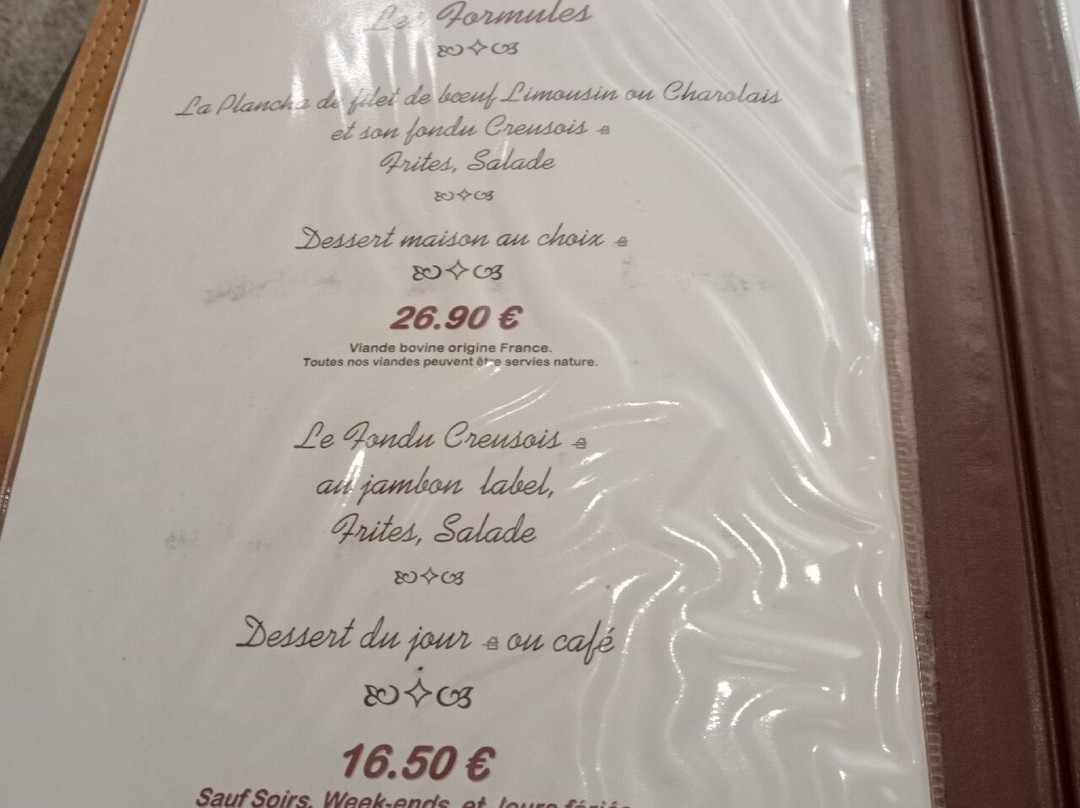 Les Formules
La Plancha de filet de bœuf Limousin ou Charolais
et son fondu Creusois
Frites, Salade
Dessert maison au choix
26.90 €
Viande bovine origine France.
Toutes nos viandes peuvent être servies nature.
Le Fondu Creusois
au jambon label,
Frites, Salade
Dessert du jour ou café
16.50 €
Sauf Soirs, Week-ends et Jours fériés